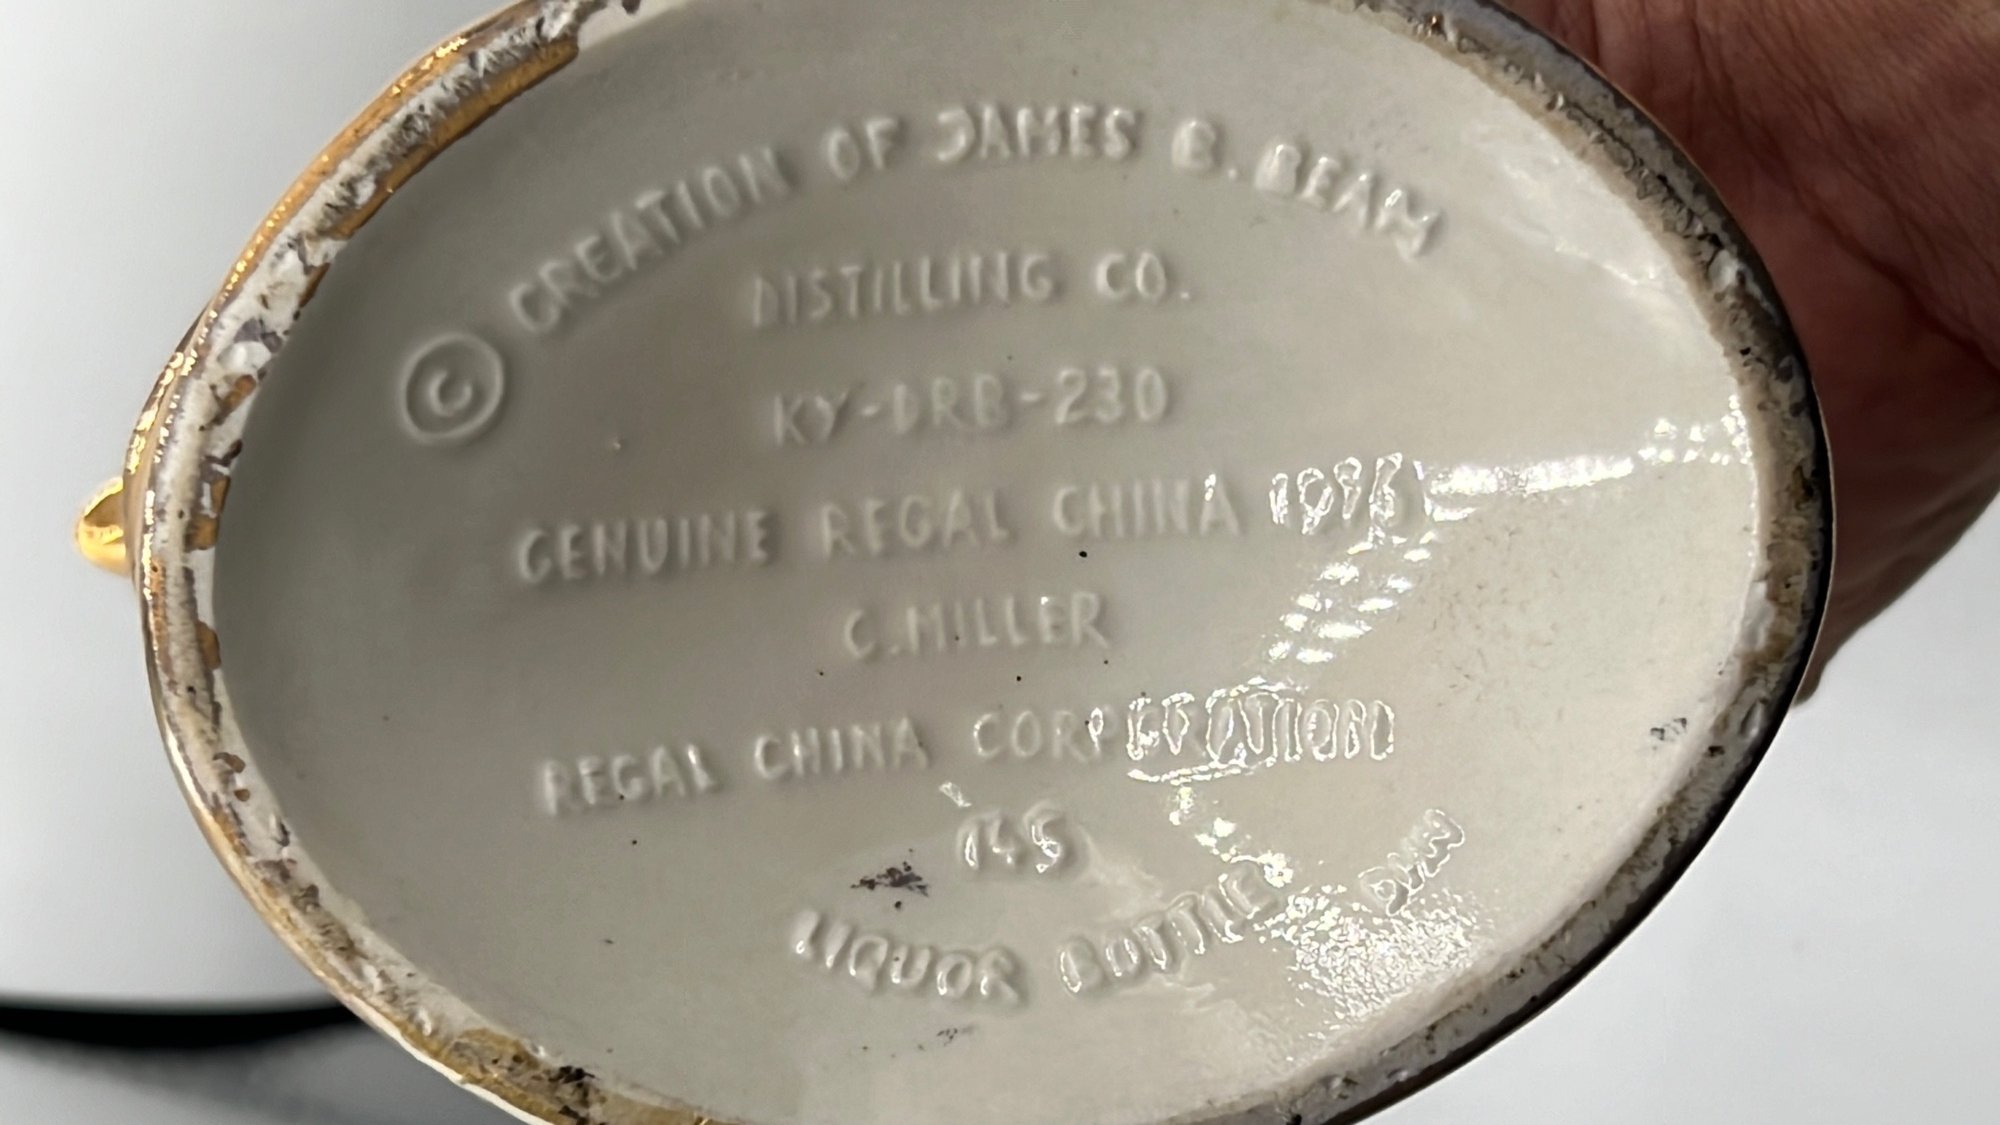 © CREATION OF JAMES B. BEAM
DISTILLING CO.
KY-DRB-230
GENUINE REGAL CHINA 1976
C. MILLER
REGAL CHINA CORPORATION
145
LIQUOR BOTTLE